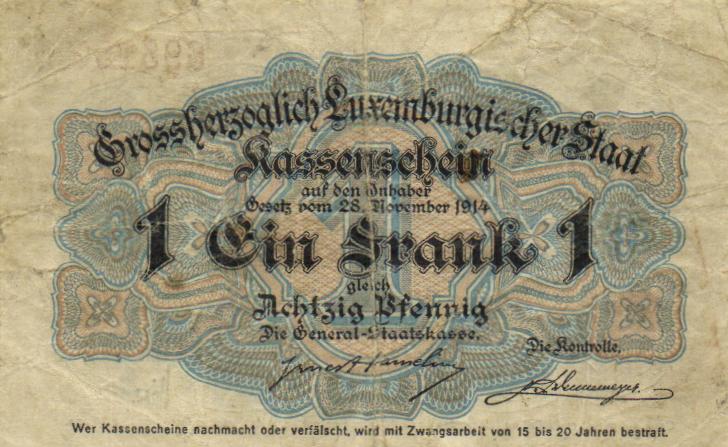 Grossherzoglich Luxemburgischer Staat
Kassenschein
auf den Inhaber
Gesetz vom 28. November 1914
1 Ein Frank 1
gleich
Achtzig Pfennig
Die General-Staatskasse.
Die Kontrolle.
Wer Kassenscheine nachmacht oder verfälscht, wird mit Zwangsarbeit von 15 bis 20 Jahren bestraft.